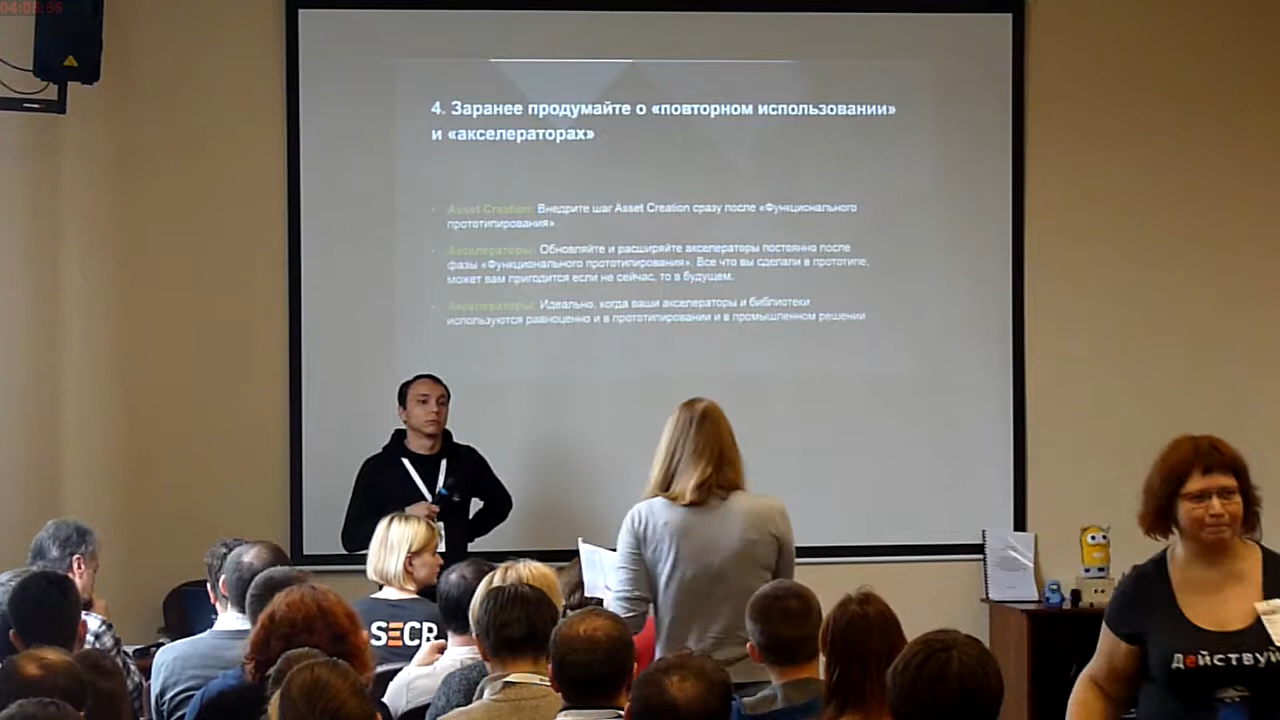 04:05:56
4. Заранее продумайте о «повторном использовании»
и «акселераторах»
Asset Creation: Внедрите шаг Asset Creation сразу после «Функционального
прототипирования»
Акселераторы: Обновляйте и расширяйте акселераторы постоянно после
фазы «Функционального прототипирования». Все что вы сделали в прототипе,
может вам пригодится если не сейчас, то в будущем.
Акселераторы: Идеально, когда ваши акселераторы и библиотеки
используются равноценно и в прототипировании и в промышленном решении
SECR
действуй